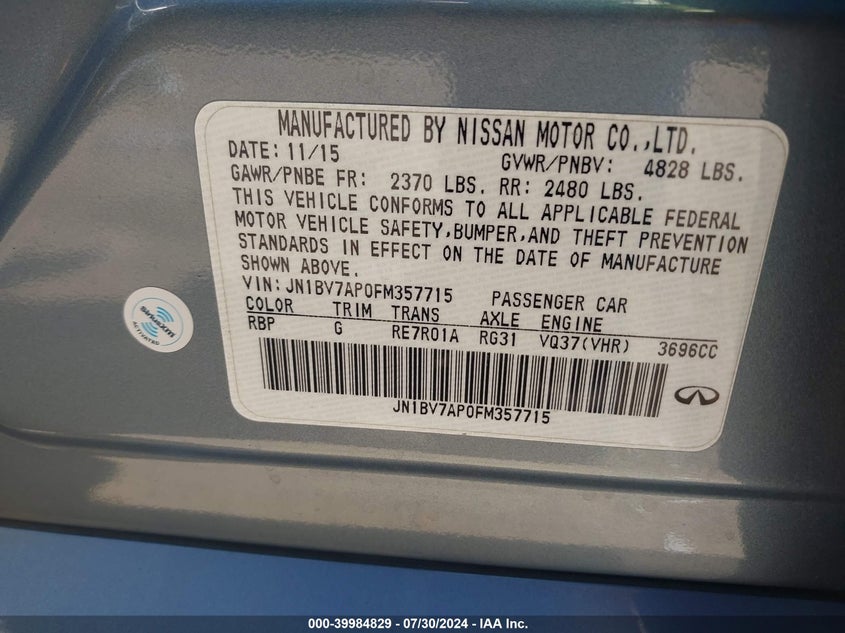 MANUFACTURED BY NISSAN MOTOR CO.,LTD.
DATE: 11/15 GVWR/PNBV: 4828 LBS.
GAWR/PNBE FR: 2370 LBS. RR: 2480 LBS.
THIS VEHICLE CONFORMS TO ALL APPLICABLE FEDERAL
MOTOR VEHICLE SAFETY,BUMPER,AND THEFT PREVENTION
STANDARDS IN EFFECT ON THE DATE OF MANUFACTURE
SHOWN ABOVE.
VIN: JN1BV7AP0FM357715 PASSENGER CAR
COLOR TRIM TRANS AXLE ENGINE
RBP G RE7R01A RG31 VQ37(VHR) 3696CC
JN1BV7AP0FM357715
SiriusXM
ACTIVATED
000-39984829 / 07/30/2024 - IAA Inc.